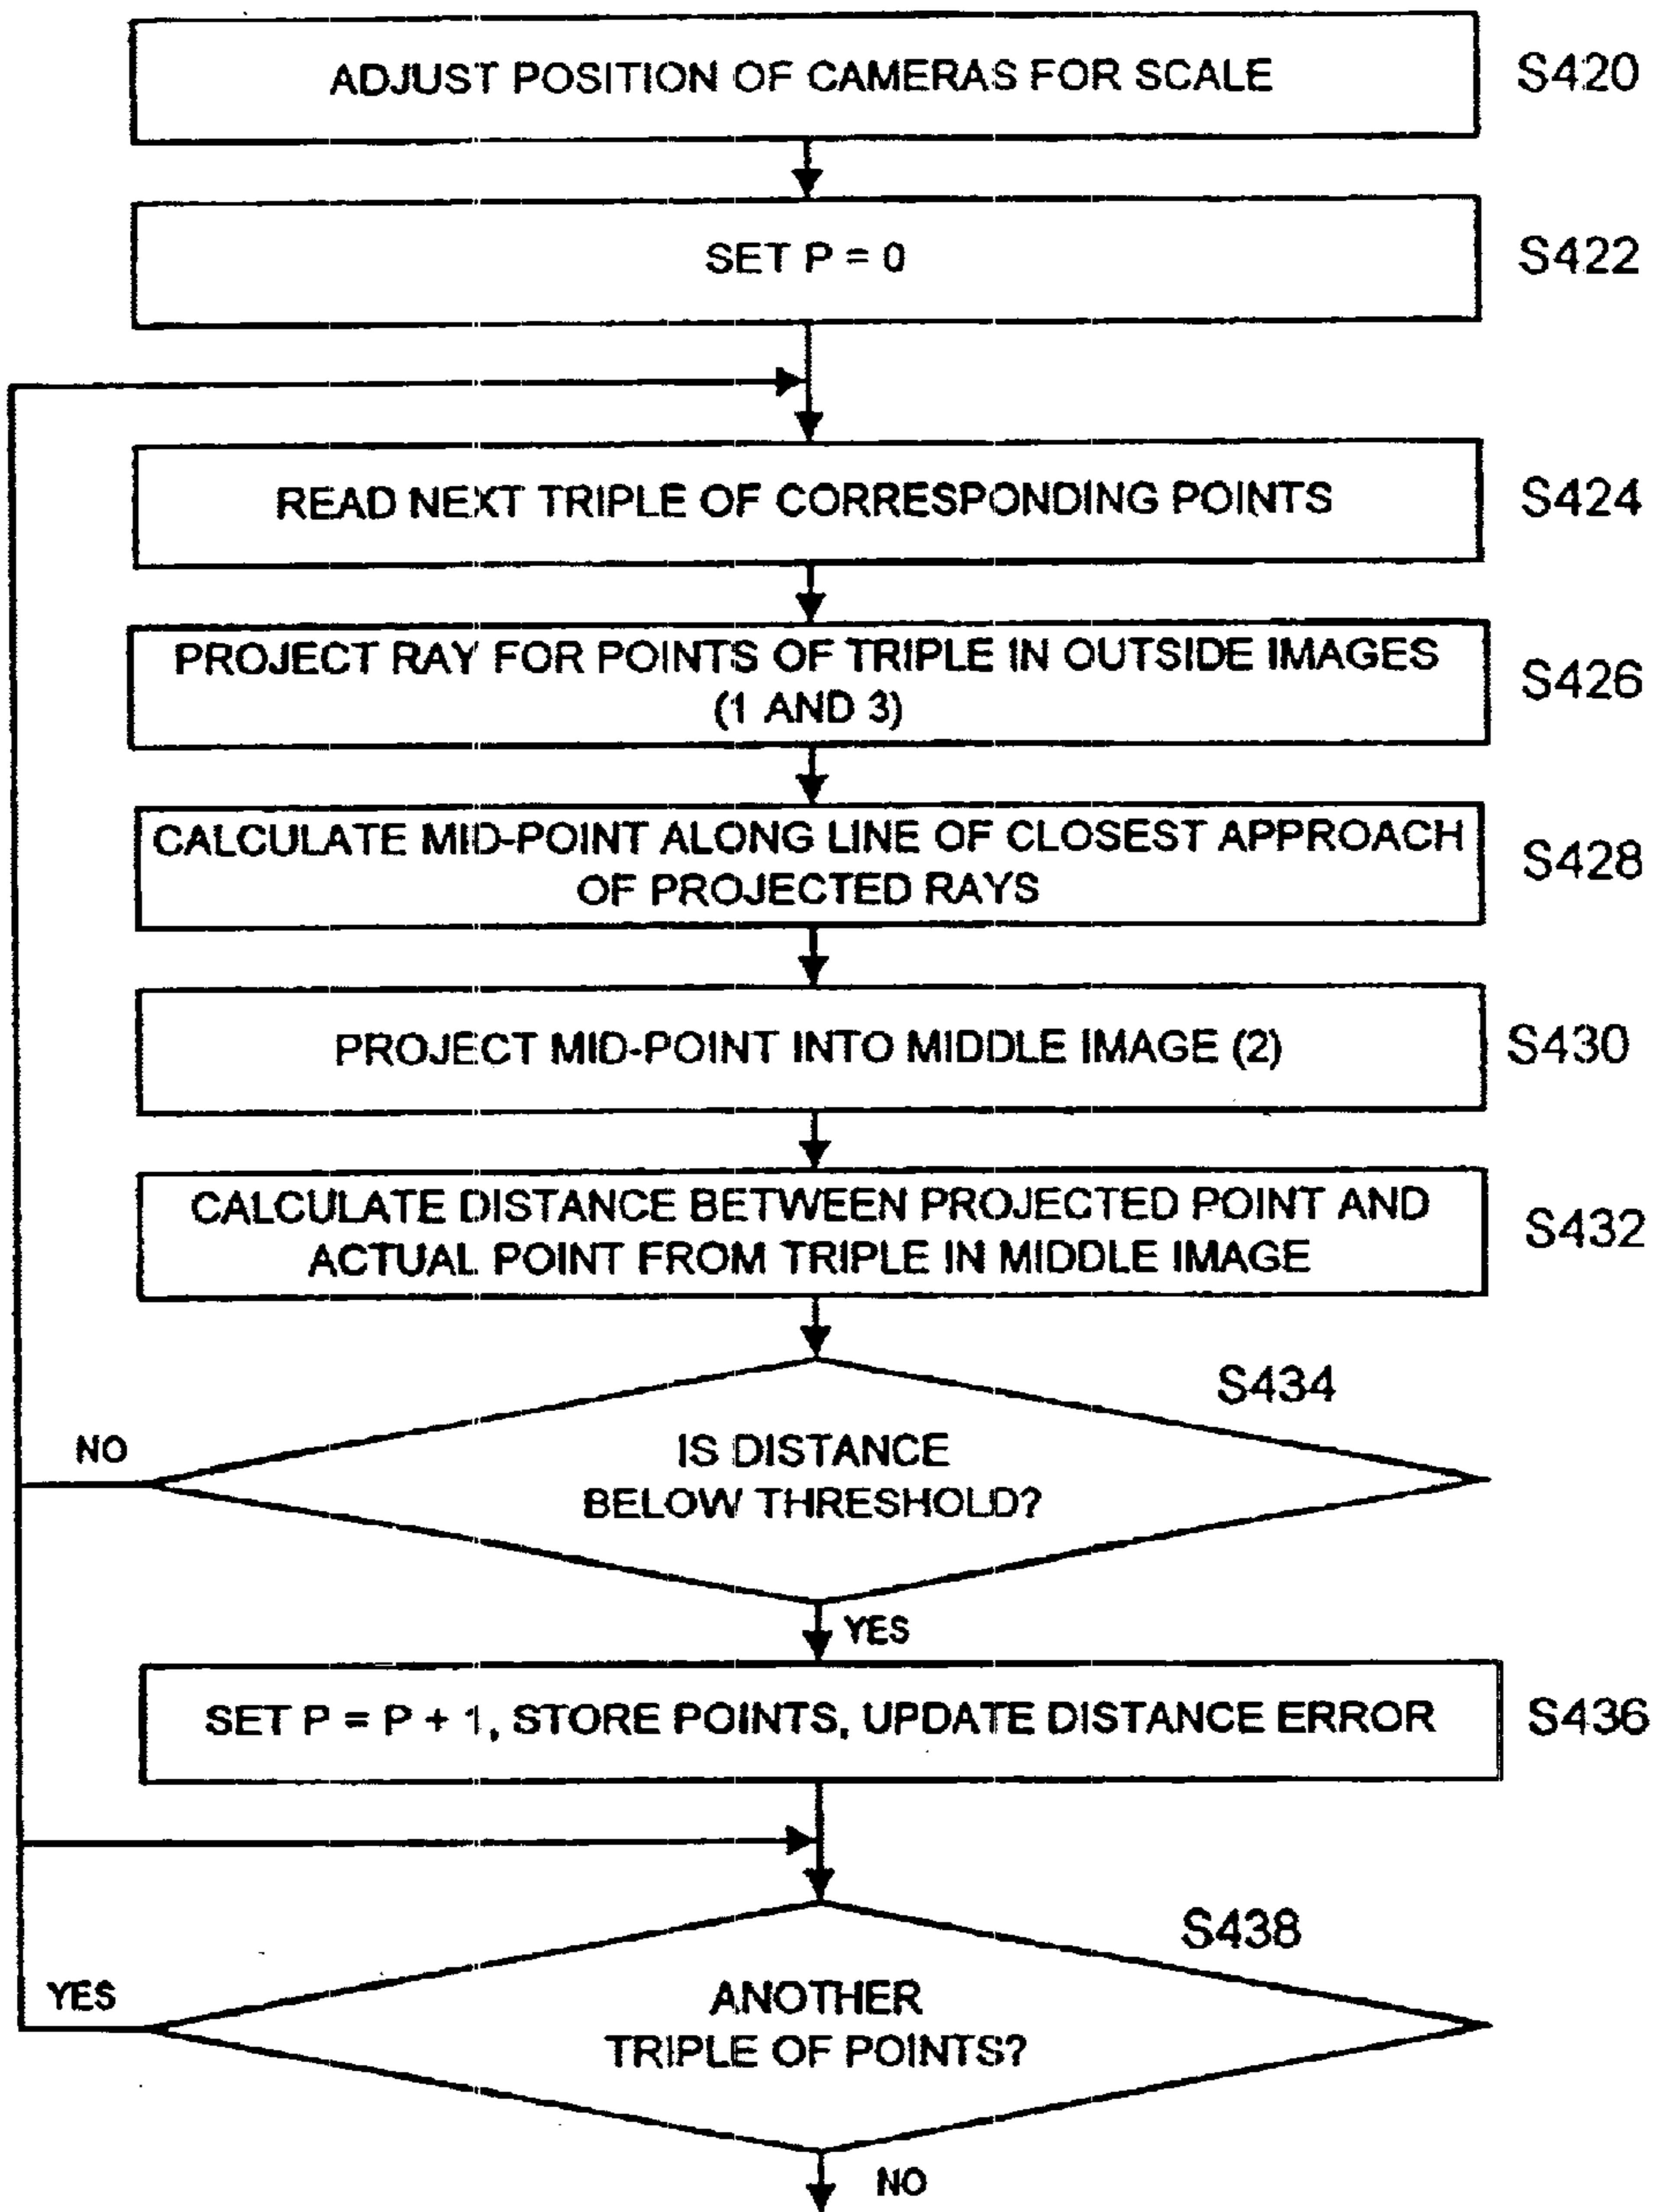 ADJUST POSITION OF CAMERAS FOR SCALE
S420
SET P = 0
S422
READ NEXT TRIPLE OF CORRESPONDING POINTS
S424
PROJECT RAY FOR POINTS OF TRIPLE IN OUTSIDE IMAGES
(1 AND 3)
S426
CALCULATE MID-POINT ALONG LINE OF CLOSEST APPROACH
OF PROJECTED RAYS
S428
PROJECT MID-POINT INTO MIDDLE IMAGE (2)
S430
CALCULATE DISTANCE BETWEEN PROJECTED POINT AND
ACTUAL POINT FROM TRIPLE IN MIDDLE IMAGE
S432
S434
NO
IS DISTANCE
BELOW THRESHOLD?
YES
SET P = P + 1, STORE POINTS, UPDATE DISTANCE ERROR
S436
S438
YES
ANOTHER
TRIPLE OF POINTS?
NO